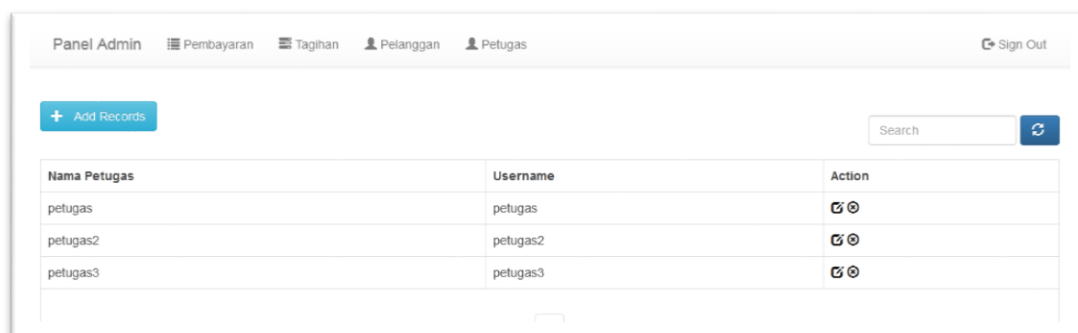 Panel Admin Pembayaran Tagihan Pelanggan Petugas Sign Out
+ Add Records
Search
Nama Petugas Username Action
petugas petugas
petugas2 petugas2
petugas3 petugas3